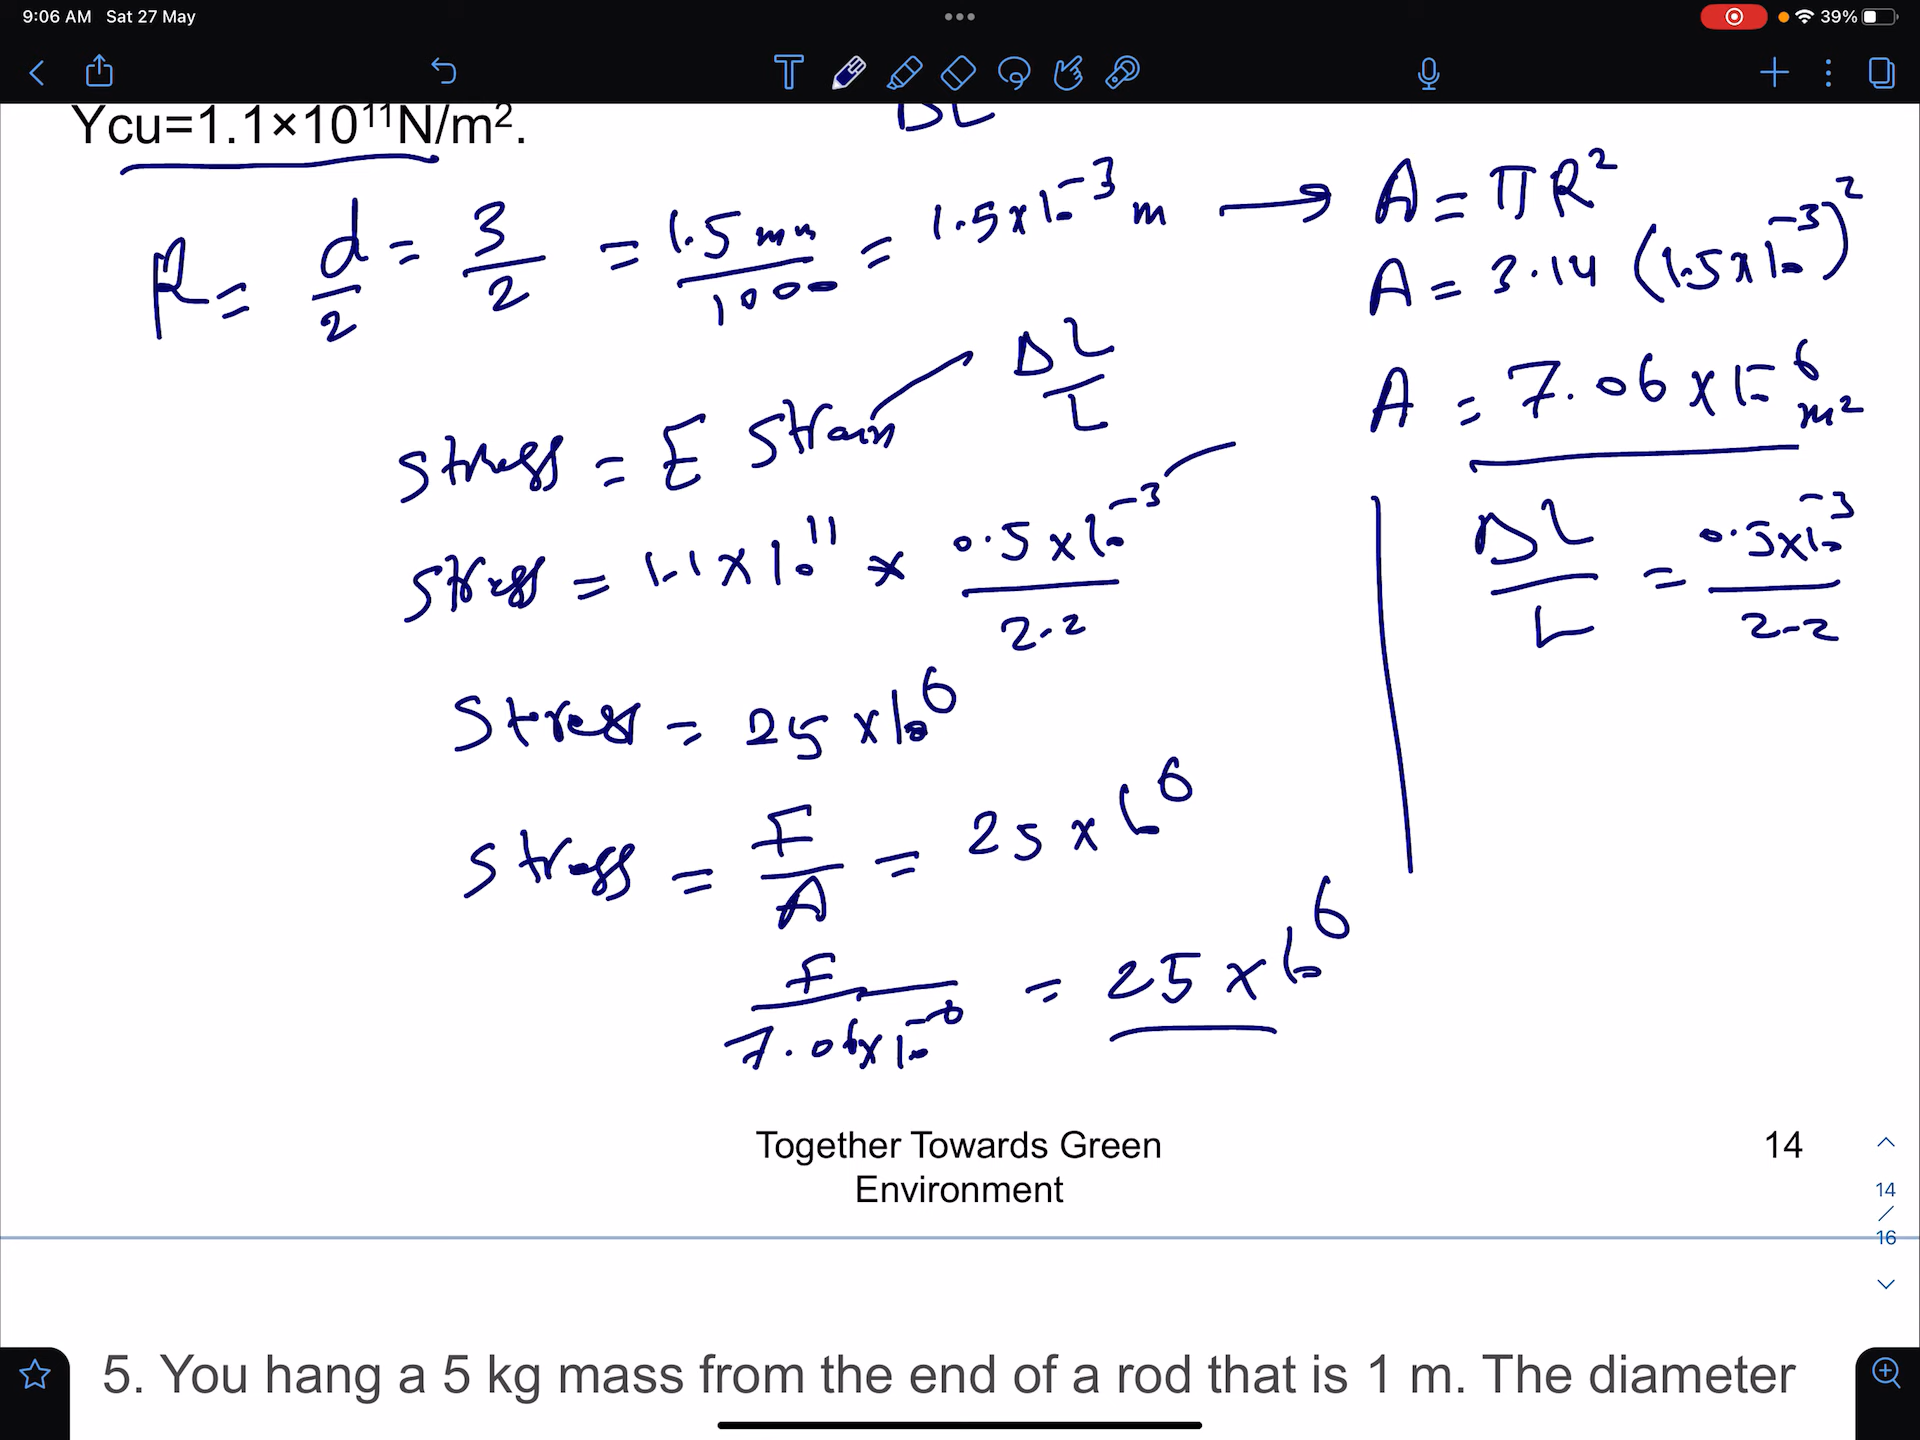 9:06 AM Sat 27 May
39%
T
Ycu=1.1×10¹¹N/m².
ΔL
R = d/2 = 3/2 = 1.5 mm/1000 = 1.5 x 10⁻³ m → A = π R²
A = 3.14 (1.5 x 10⁻³)²
A = 7.06 x 10⁻⁶ m²
stress = E strain ΔL/L
stress = 1.1 x 10¹¹ x 0.5 x 10⁻³/2.2
ΔL/L = 0.5 x 10⁻³/2.2
stress = 25 x 10⁶
stress = F/A = 25 x 10⁶
F/7.06 x 10⁻⁶ = 25 x 10⁶
Together Towards Green
Environment
14
14
/
16
5. You hang a 5 kg mass from the end of a rod that is 1 m. The diameter